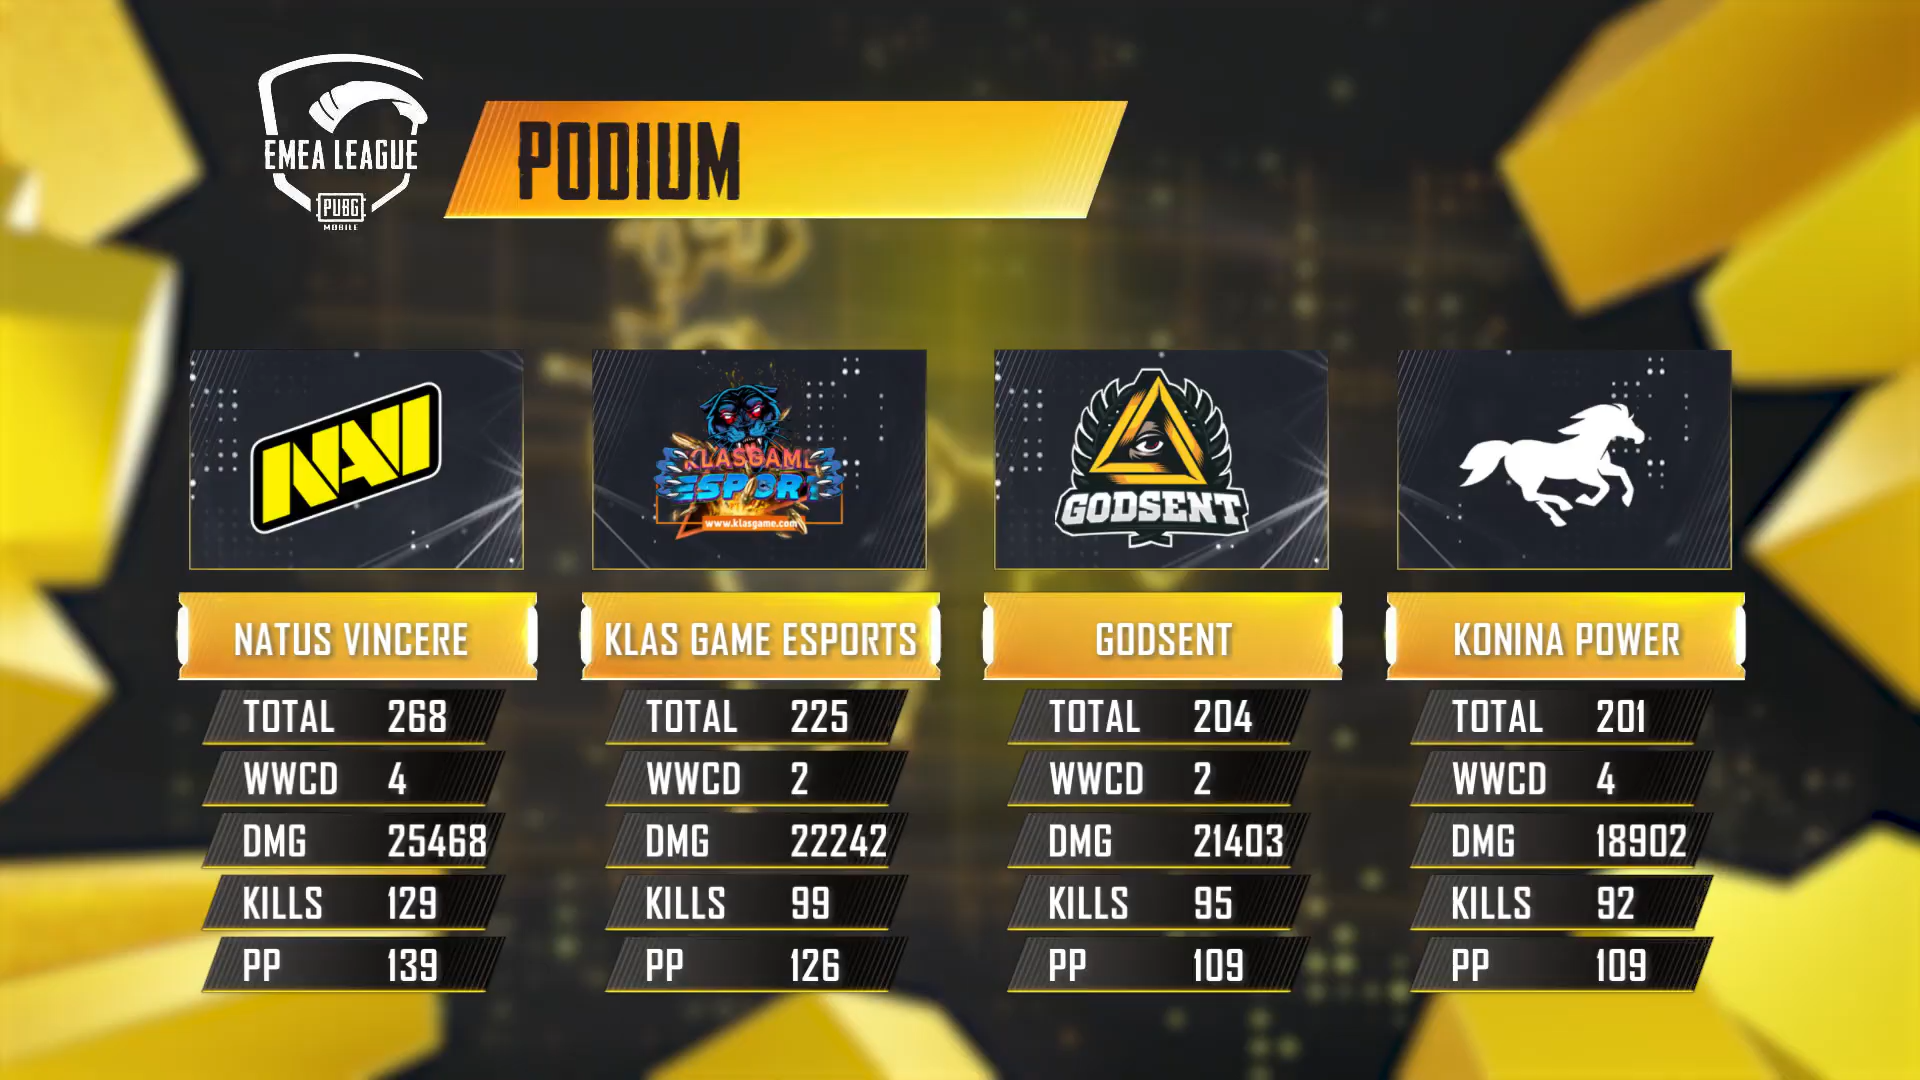 EMEA LEAGUE
PUBG
MOBILE
PODIUM
NAVI
KLASGAME
ESPORT
www.klasgame.com
GODSENT
NATUS VINCERE
TOTAL 268
WWCD 4
DMG 25468
KILLS 129
PP 139
KLAS GAME ESPORTS
TOTAL 225
WWCD 2
DMG 22242
KILLS 99
PP 126
GODSENT
TOTAL 204
WWCD 2
DMG 21403
KILLS 95
PP 109
KONINA POWER
TOTAL 201
WWCD 4
DMG 18902
KILLS 92
PP 109